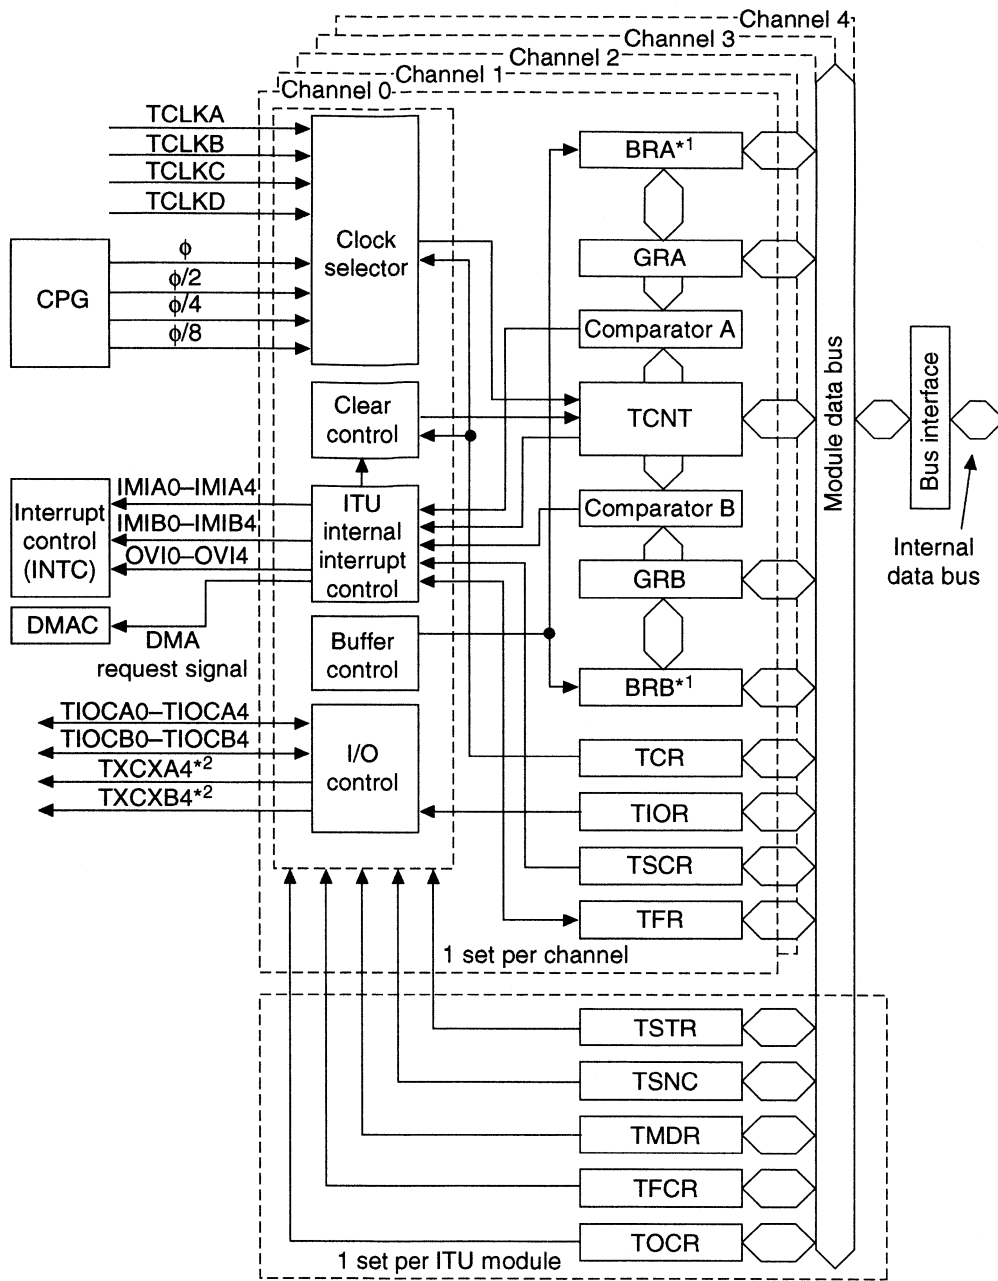 Channel 4
Channel 3
Channel 2
Channel 1
Channel 0
TCLKA
TCLKB
TCLKC
TCLKD
CPG
ϕ
ϕ/2
ϕ/4
ϕ/8
Clock
selector
Clear
control
ITU
internal
interrupt
control
Buffer
control
I/O
control
Interrupt
control
(INTC)
IMIA0–IMIA4
IMIB0–IMIB4
OVI0–OVI4
DMAC
DMA
request signal
TIOCA0–TIOCA4
TIOCB0–TIOCB4
TXCXA4*2
TXCXB4*2
BRA*1
GRA
Comparator A
TCNT
Comparator B
GRB
BRB*1
TCR
TIOR
TSCR
TFR
1 set per channel
TSTR
TSNC
TMDR
TFCR
TOCR
1 set per ITU module
Module data bus
Bus interface
Internal
data bus